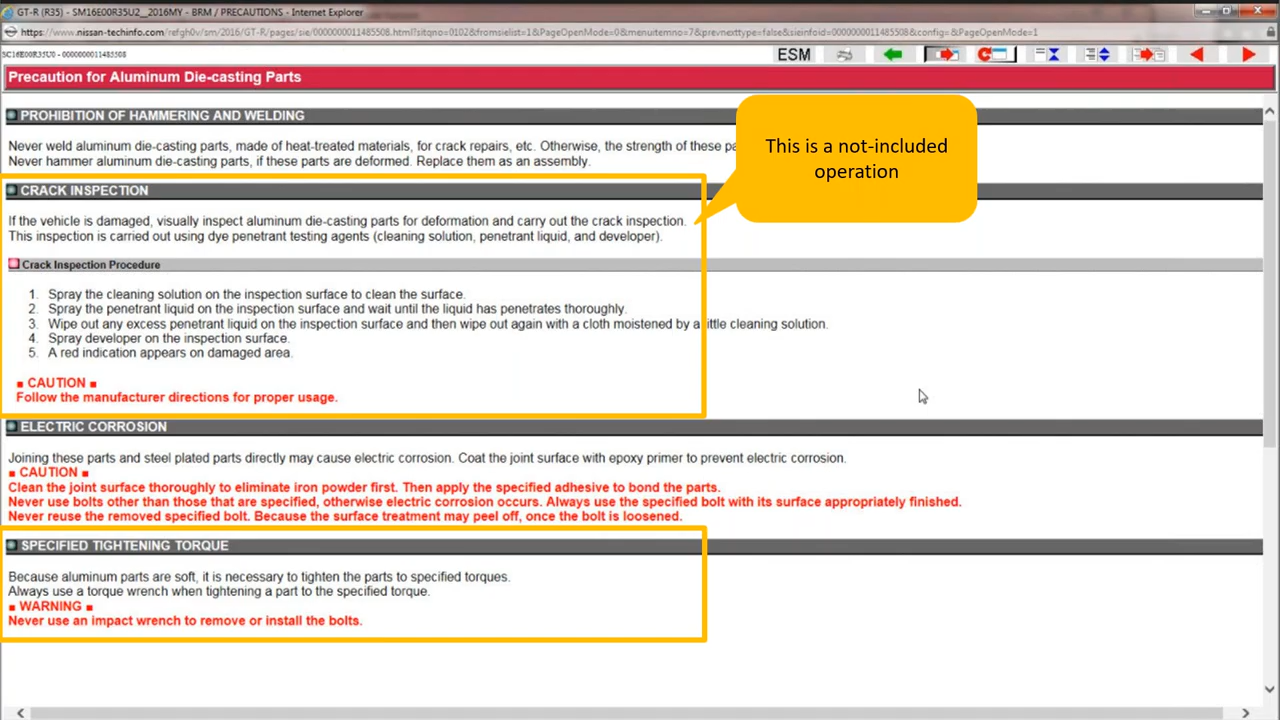 GT-R (R35) - SM16E00R35U2__2016MY - BRM / PRECAUTIONS - Internet Explorer
https://www.nissan-techinfo.com/refgh0v/sm/2016/GT-R/pages/sie/0000000011485508.html?sitqno=0102&fromsielist=1&PageOpenMode=0&menuitemno=7&prevnexttype=false&sieinfoid=0000000011485508&config=&PageOpenMode=1
SC16E00R35U0 - 0000000011485508
ESM
Precaution for Aluminum Die-casting Parts
PROHIBITION OF HAMMERING AND WELDING
Never weld aluminum die-casting parts, made of heat-treated materials, for crack repairs, etc. Otherwise, the strength of these pa
Never hammer aluminum die-casting parts, if these parts are deformed. Replace them as an assembly.
This is a not-included
operation
CRACK INSPECTION
If the vehicle is damaged, visually inspect aluminum die-casting parts for deformation and carry out the crack inspection.
This inspection is carried out using dye penetrant testing agents (cleaning solution, penetrant liquid, and developer).
Crack Inspection Procedure
1. Spray the cleaning solution on the inspection surface to clean the surface.
2. Spray the penetrant liquid on the inspection surface and wait until the liquid has penetrates thoroughly.
3. Wipe out any excess penetrant liquid on the inspection surface and then wipe out again with a cloth moistened by a little cleaning solution.
4. Spray developer on the inspection surface.
5. A red indication appears on damaged area.
■ CAUTION ■
Follow the manufacturer directions for proper usage.
ELECTRIC CORROSION
Joining these parts and steel plated parts directly may cause electric corrosion. Coat the joint surface with epoxy primer to prevent electric corrosion.
■ CAUTION ■
Clean the joint surface thoroughly to eliminate iron powder first. Then apply the specified adhesive to bond the parts.
Never use bolts other than those that are specified, otherwise electric corrosion occurs. Always use the specified bolt with its surface appropriately finished.
Never reuse the removed specified bolt. Because the surface treatment may peel off, once the bolt is loosened.
SPECIFIED TIGHTENING TORQUE
Because aluminum parts are soft, it is necessary to tighten the parts to specified torques.
Always use a torque wrench when tightening a part to the specified torque.
■ WARNING ■
Never use an impact wrench to remove or install the bolts.